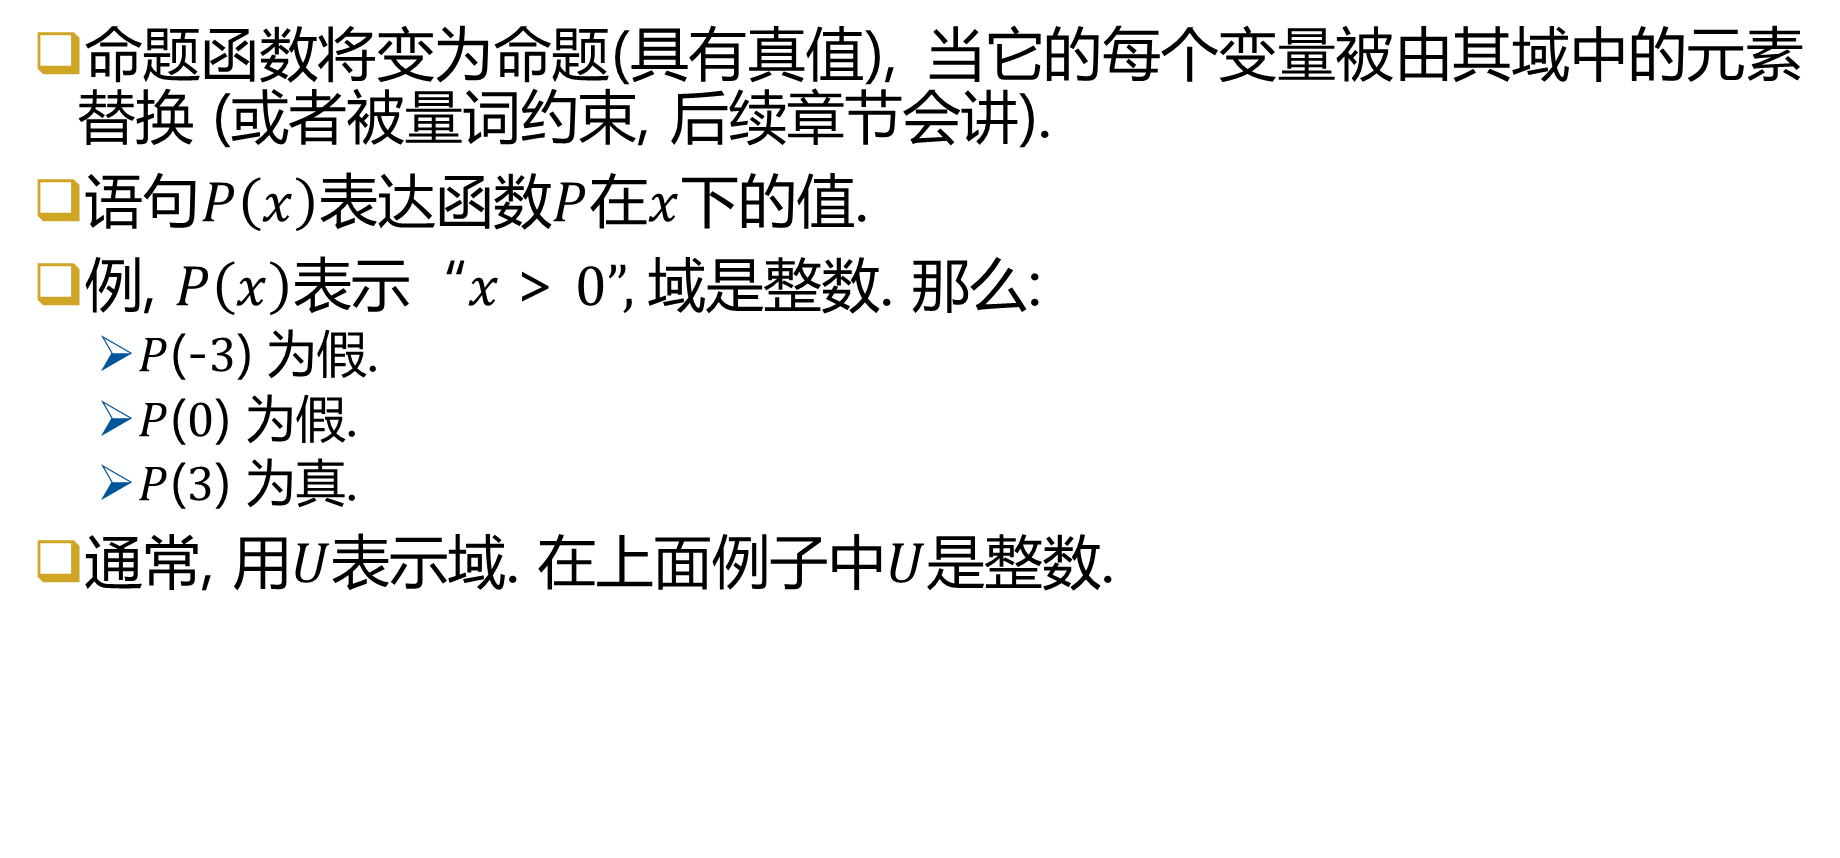 命题函数将变为命题(具有真值), 当它的每个变量被由其域中的元素
替换 (或者被量词约束, 后续章节会讲).
语句P(x)表达函数P在x下的值.
例, P(x)表示 “x > 0”, 域是整数. 那么:
P(-3) 为假.
P(0) 为假.
P(3) 为真.
通常, 用U表示域. 在上面例子中U是整数.